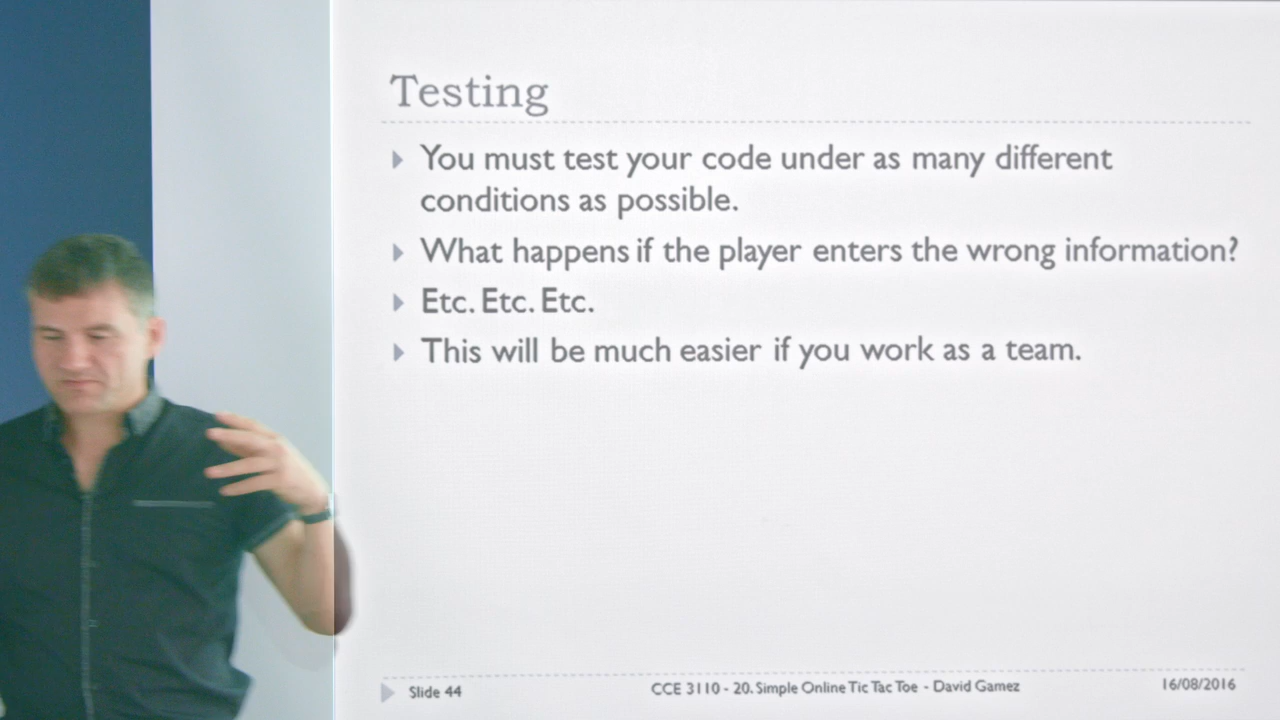 Testing
You must test your code under as many different
conditions as possible.
What happens if the player enters the wrong information?
Etc. Etc. Etc.
This will be much easier if you work as a team.
Slide 44
CCE 3110 - 20. Simple Online Tic Tac Toe - David Gamez
16/08/2016